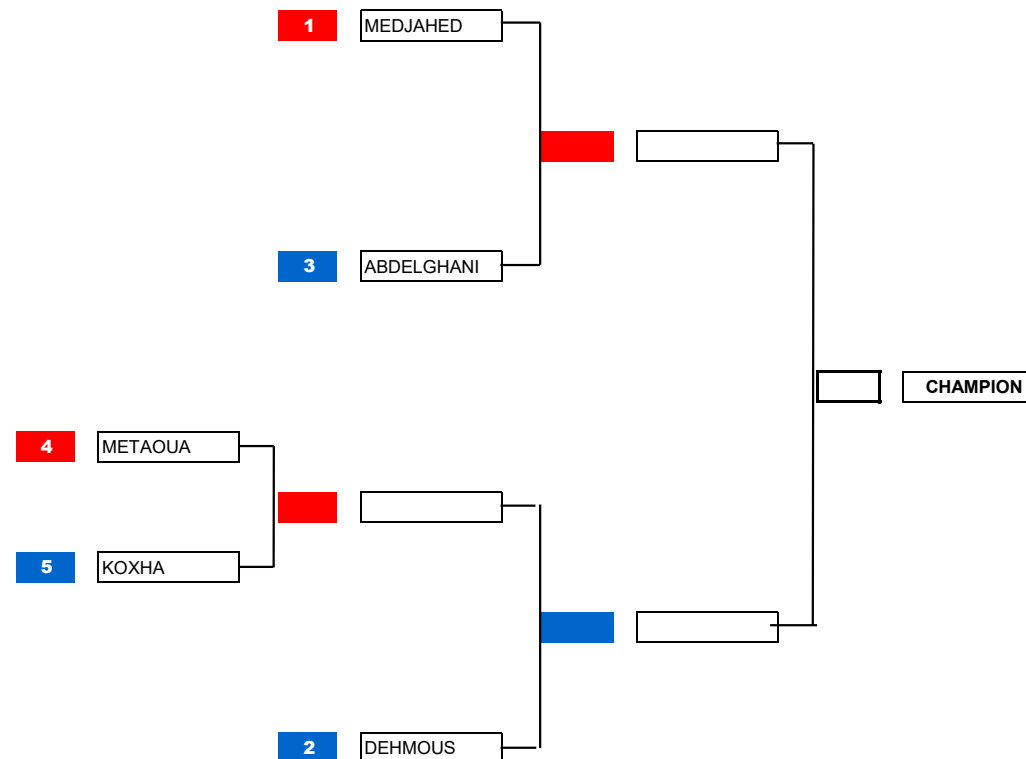 1 MEDJAHED
3 ABDELGHANI
CHAMPION
4 METAOUA
5 KOXHA
2 DEHMOUS